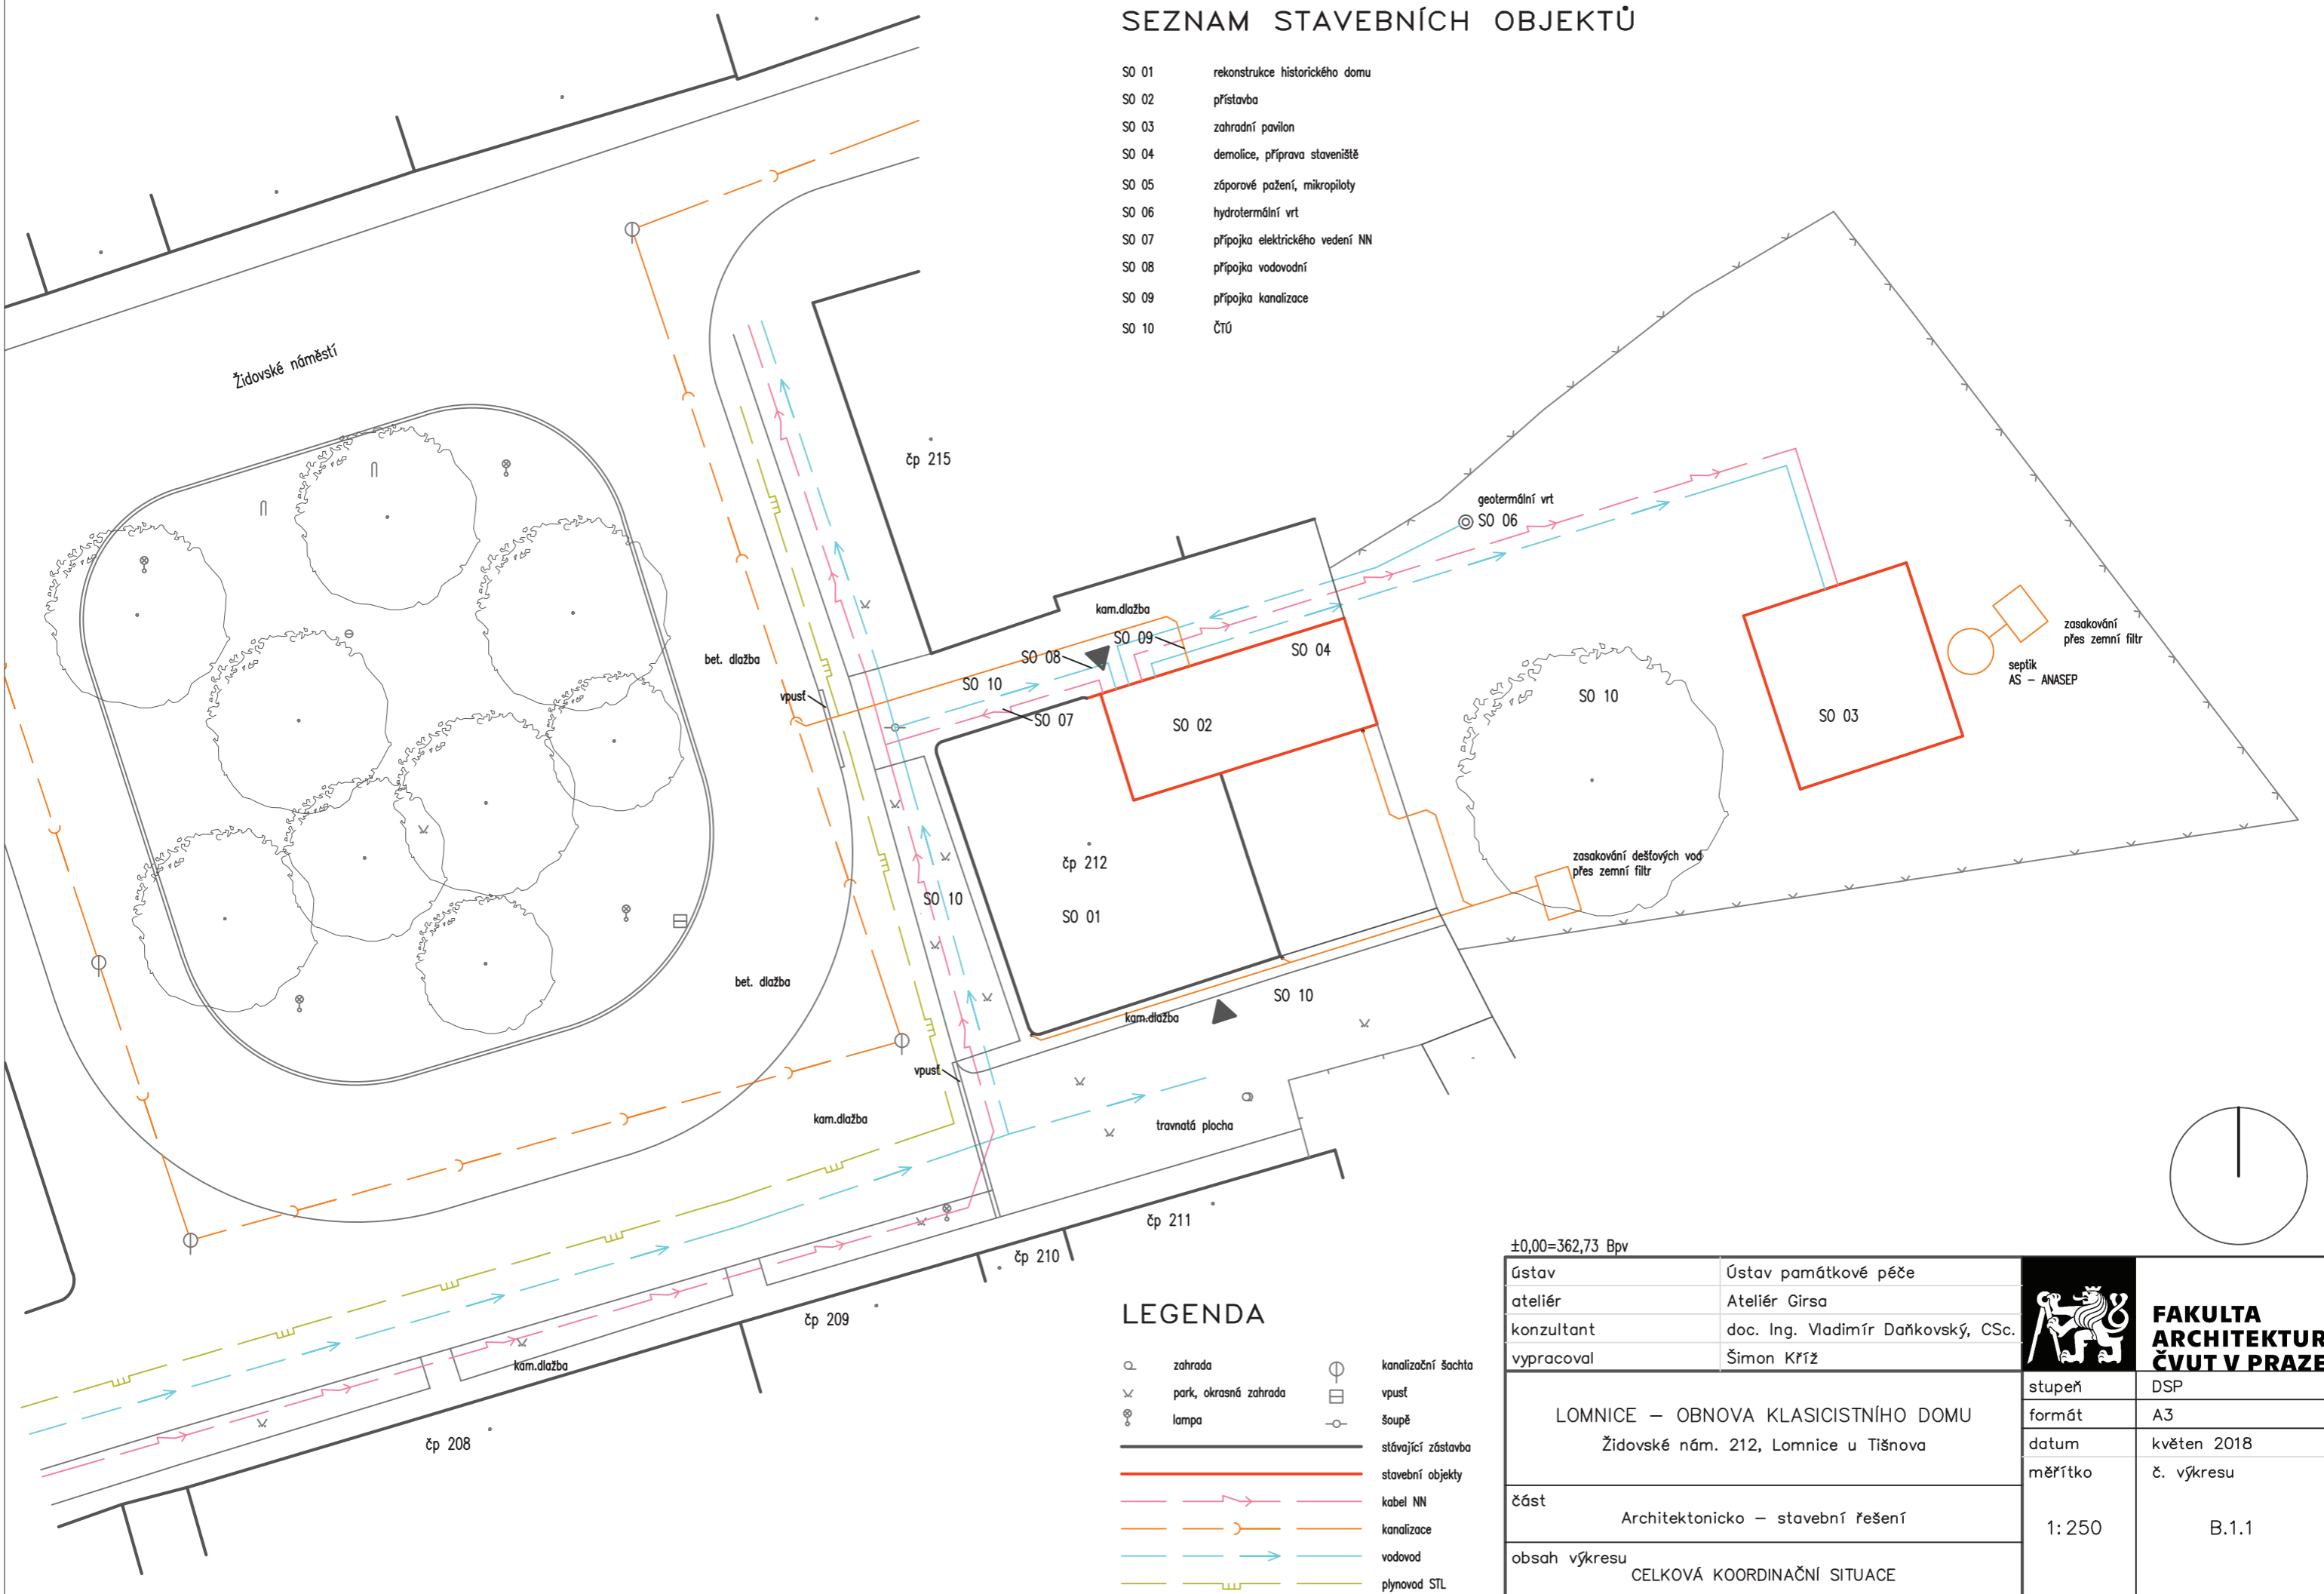 SEZNAM STAVEBNÍCH OBJEKTŮ
SO 01 rekonstrukce historického domu
SO 02 přístavba
SO 03 zahradní pavilon
SO 04 demolice, příprava staveniště
SO 05 záporové pažení, mikropiloty
SO 06 hydrotermální vrt
SO 07 přípojka elektrického vedení NN
SO 08 přípojka vodovodní
SO 09 přípojka kanalizace
SO 10 ČTÚ
Židovské náměstí
čp 215
geotermální vrt
SO 06
kam.dlažba
SO 09
SO 08
SO 04
bet. dlažba
SO 10
vpusť
SO 07
SO 02
SO 10
SO 03
zasakování
přes zemní filtr
septik
AS – ANASEP
čp 212
zasakování dešťových vod
přes zemní filtr
SO 10
SO 01
bet. dlažba
SO 10
kam.dlažba
vpusť
kam.dlažba
travnatá plocha
čp 211
čp 210
čp 209
kam.dlažba
čp 208
LEGENDA
zahrada
kanalizační šachta
park, okrasná zahrada
vpusť
lampa
šoupě
stávající zástavba
stavební objekty
kabel NN
kanalizace
vodovod
plynovod STL
±0,00=362,73 Bpv
ústav Ústav památkové péče
ateliér Ateliér Girsa
konzultant doc. Ing. Vladimír Daňkovský, CSc.
vypracoval Šimon Kříž
FAKULTA
ARCHITEKTUR
ČVUT V PRAZE
LOMNICE – OBNOVA KLASICISTNÍHO DOMU
Židovské nám. 212, Lomnice u Tišnova
stupeň DSP
formát A3
datum květen 2018
měřítko č. výkresu
1:250 B.1.1
část
Architektonicko – stavební řešení
obsah výkresu
CELKOVÁ KOORDINAČNÍ SITUACE